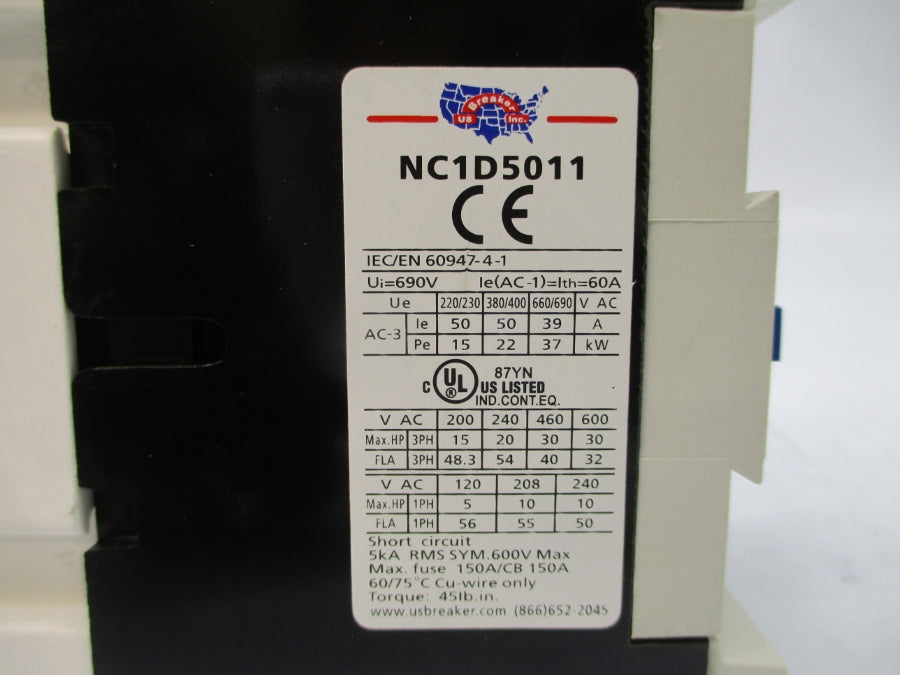 US Breaker Inc.
NC1D5011
CE
IEC/EN 60947-4-1
Ui=690V Ie(AC-1)=Ith=60A
Ue 220/230 380/400 660/690 V AC
AC-3 Ie 50 50 39 A
Pe 15 22 37 kW
87YN
C UL ® US LISTED
IND.CONT.EQ.
V AC 200 240 460 600
Max.HP 3PH 15 20 30 30
FLA 3PH 48.3 54 40 32
V AC 120 208 240
Max.HP 1PH 5 10 10
FLA 1PH 56 55 50
Short circuit
5kA RMS SYM.600V Max
Max. fuse 150A/CB 150A
60/75°C Cu-wire only
Torque: 45lb.in.
www.usbreaker.com (866)652-2045